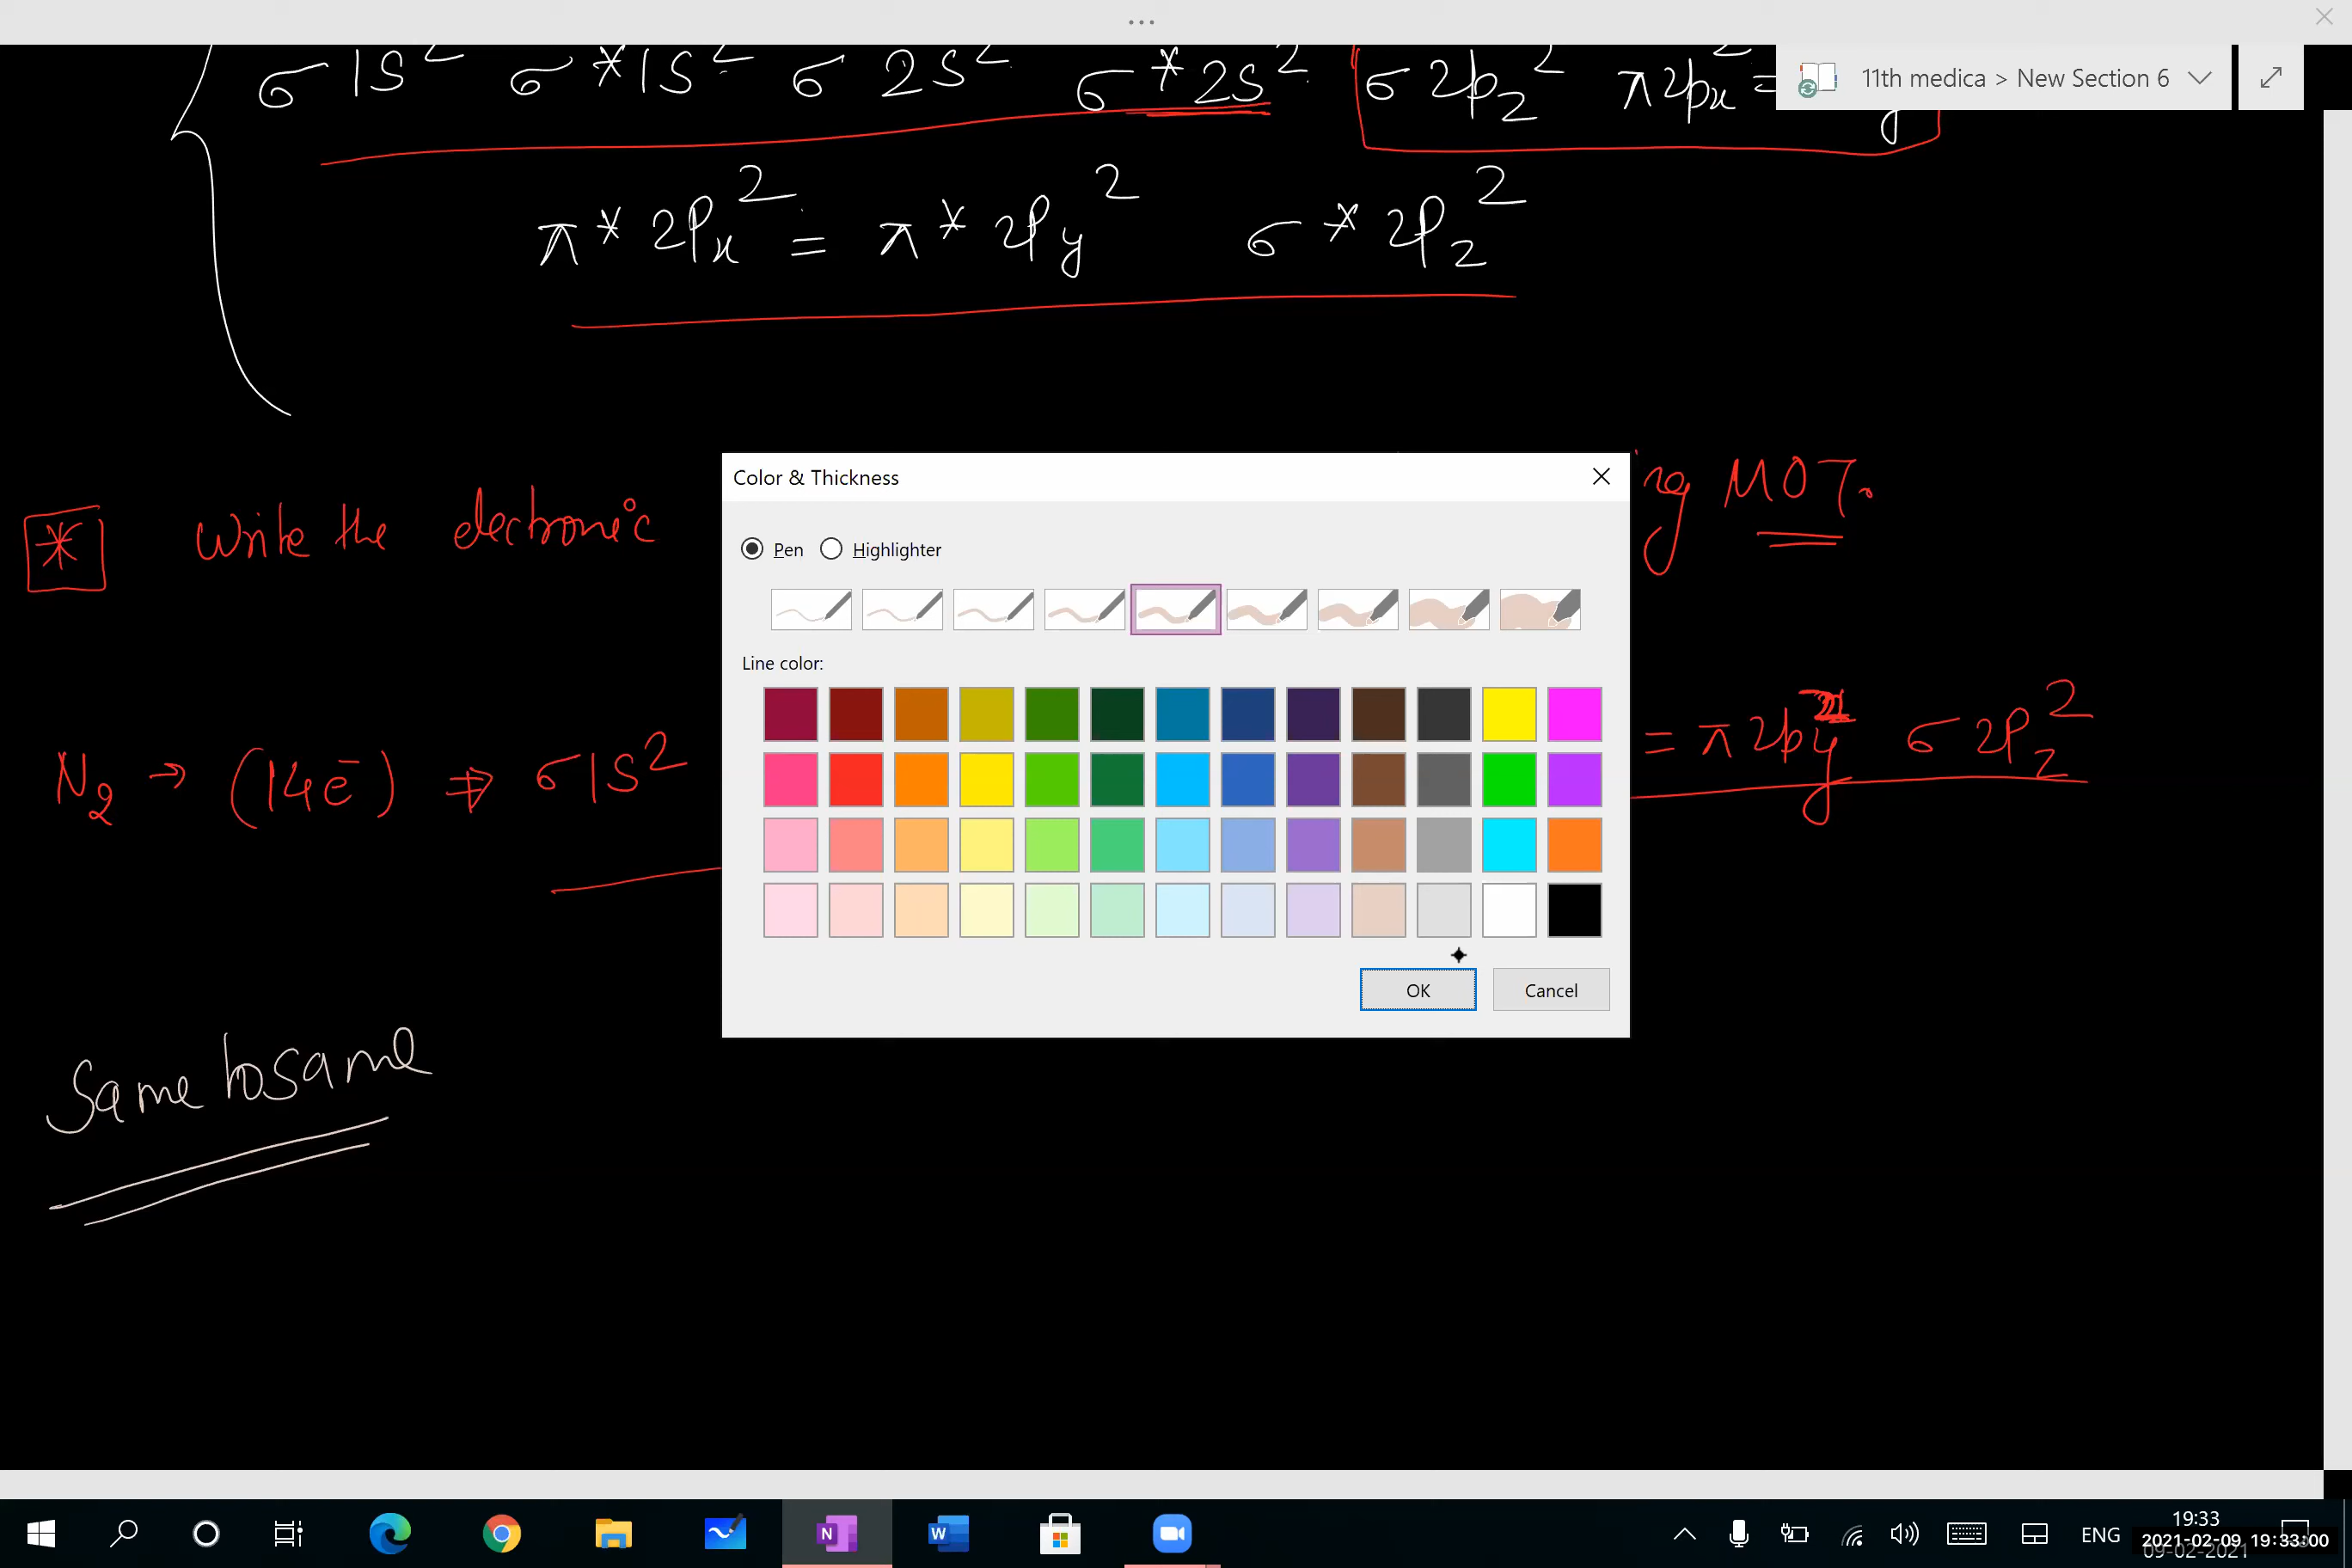 ...
11th medica > New Section 6
σ1s² σ*1s² σ2s² σ*2s² σ2pz² π2px²=
π*2Px² = π*2Py² σ*2Pz²
Color & Thickness
* Write the electronic ng MOT.
Pen Highlighter
Line color:
N2 → (14e⁻) ⇒ σ1s² = π2py² σ2Pz²
OK Cancel
Same to same
ENG
19:33
09-02-2021
2021-02-09 19:33:00